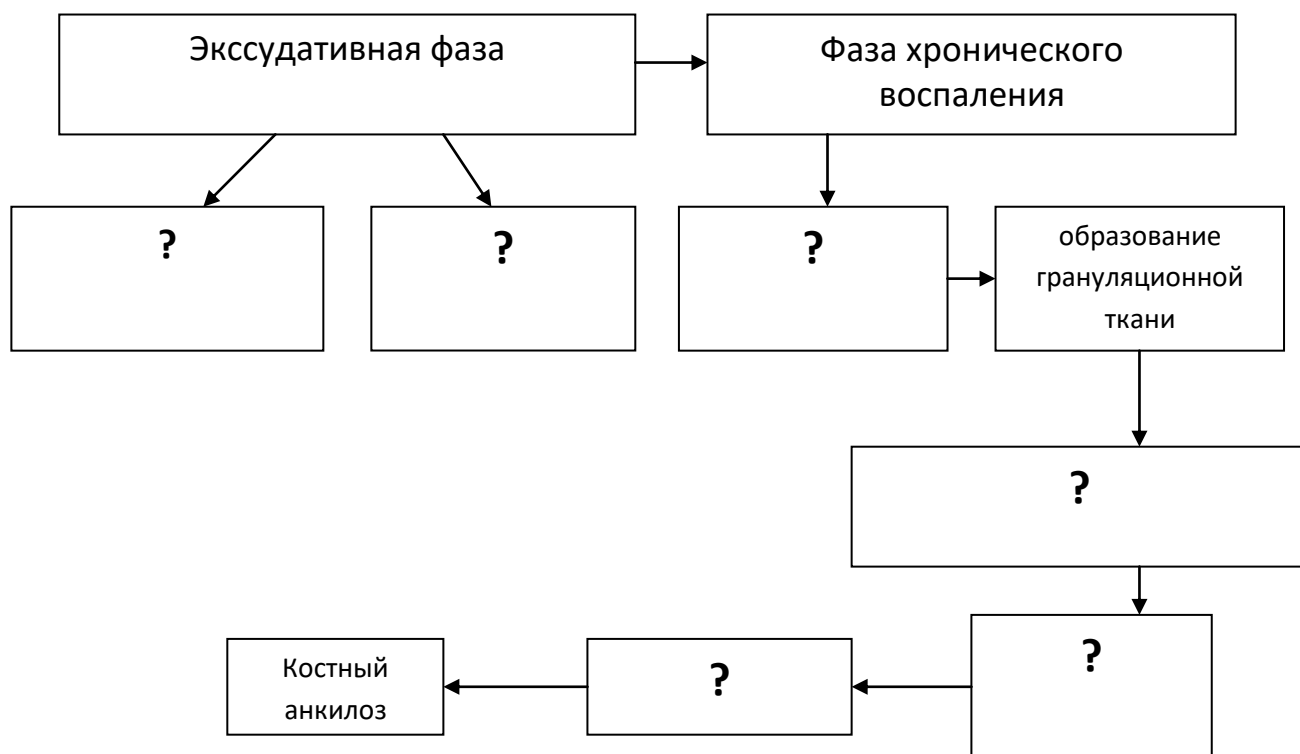 Экссудативная фаза
Фаза хронического
воспаления
?
?
?
образование
грануляционной
ткани
?
?
?
Костный
анкилоз